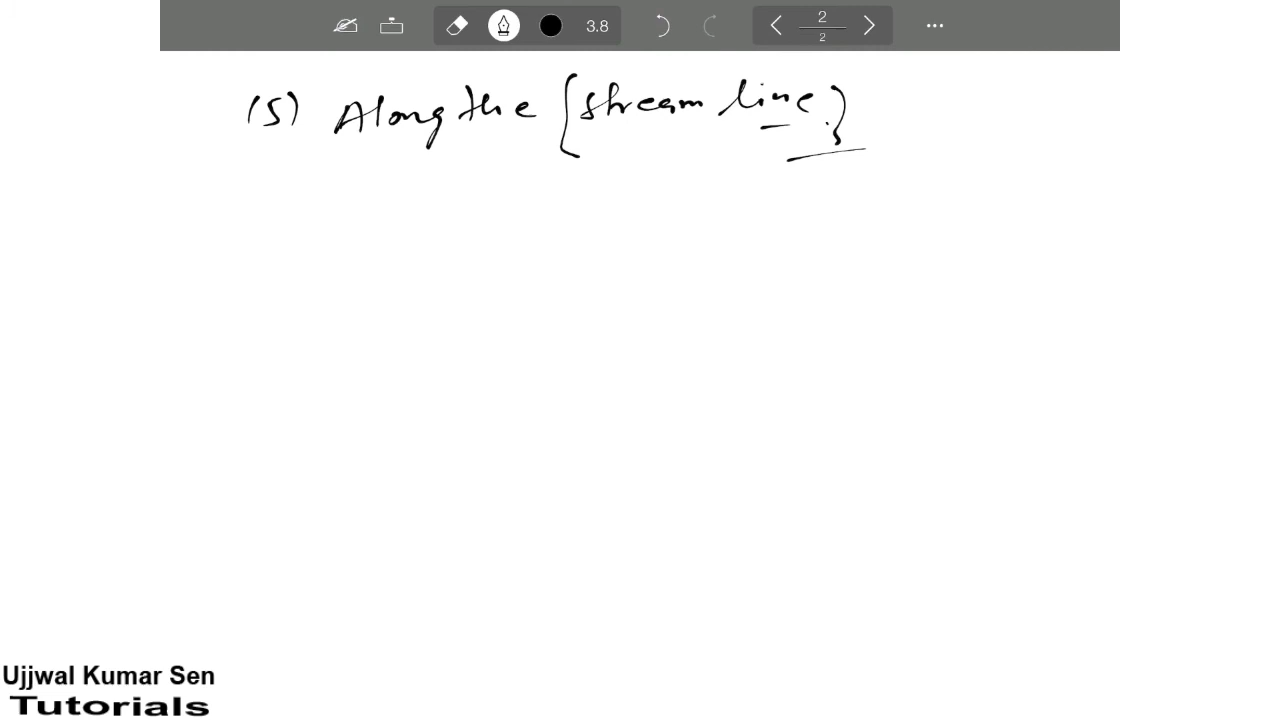 3.8
2
2
(5) Along the {stream line}
Ujjwal Kumar Sen
Tutorials